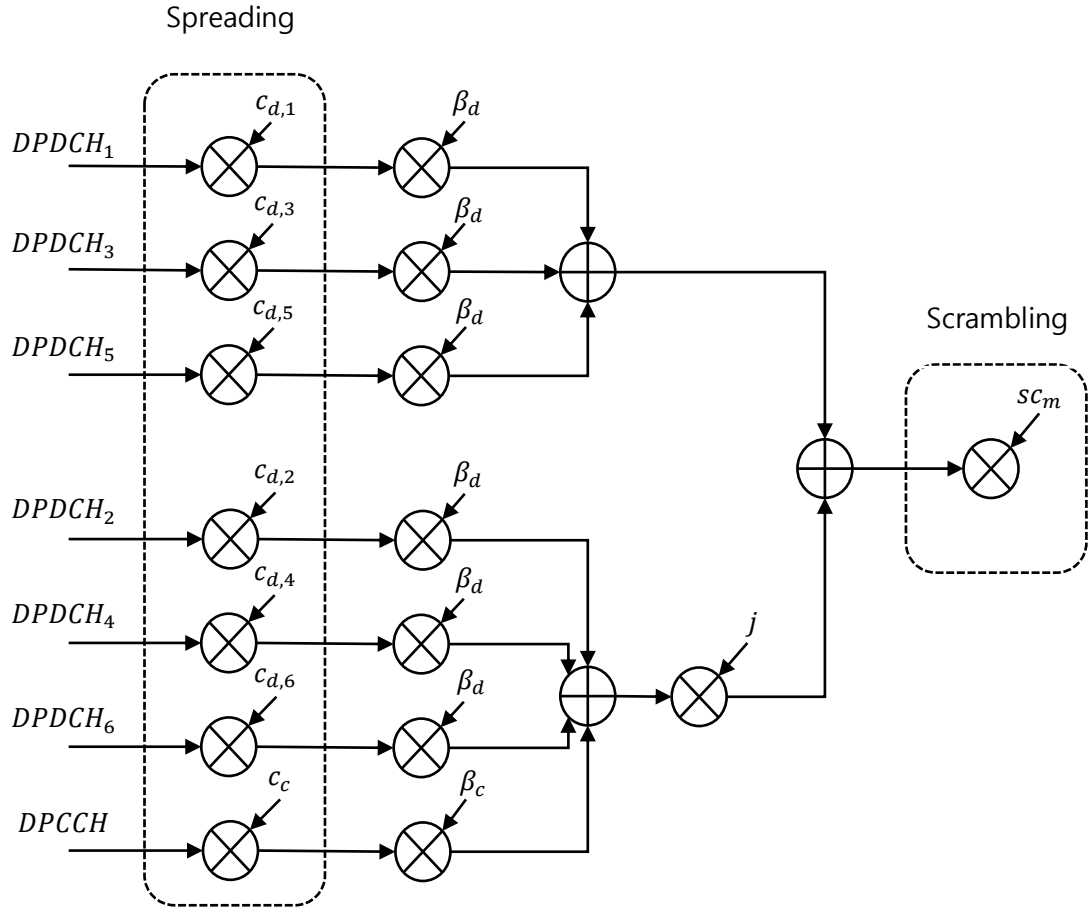 Spreading
c_{d,1}
β_d
DPDCH_1
c_{d,3}
β_d
DPDCH_3
c_{d,5}
β_d
DPDCH_5
Scrambling
sc_m
c_{d,2}
β_d
DPDCH_2
c_{d,4}
β_d
DPDCH_4
j
c_{d,6}
β_d
DPDCH_6
c_c
β_c
DPCCH